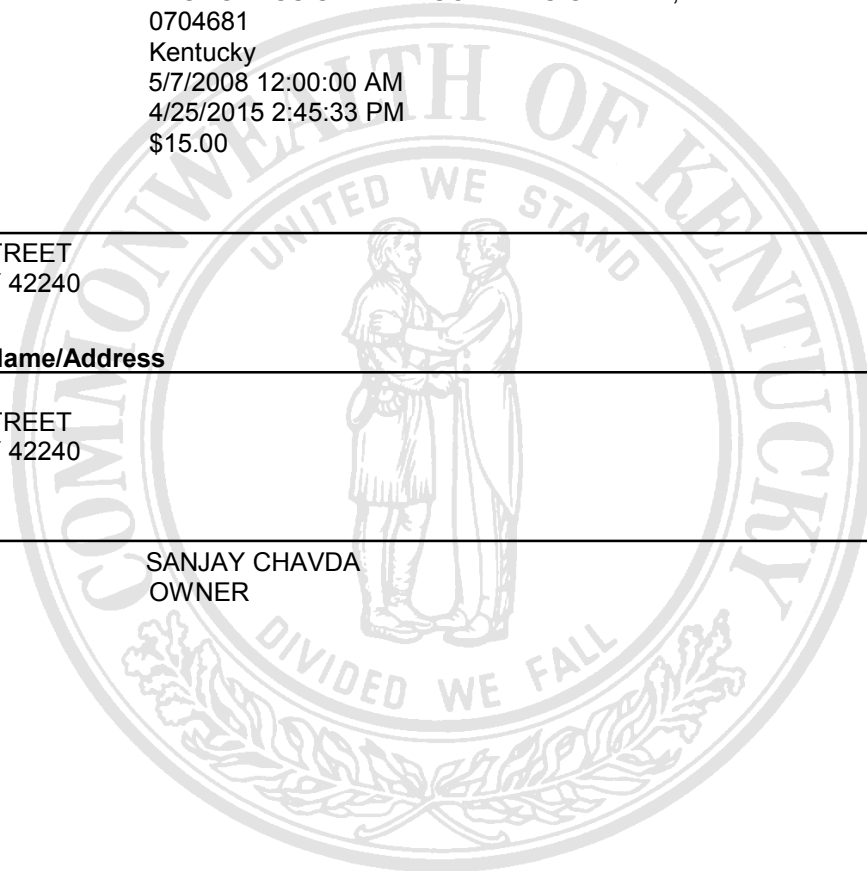 0704681
Kentucky
5/7/2008 12:00:00 AM
4/25/2015 2:45:33 PM
$15.00
COMMONWEALTH OF KENTUCKY
UNITED WE STAND
TREET
42240
ame/Address
TREET
42240
SANJAY CHAVDA
OWNER
DIVIDED WE FALL